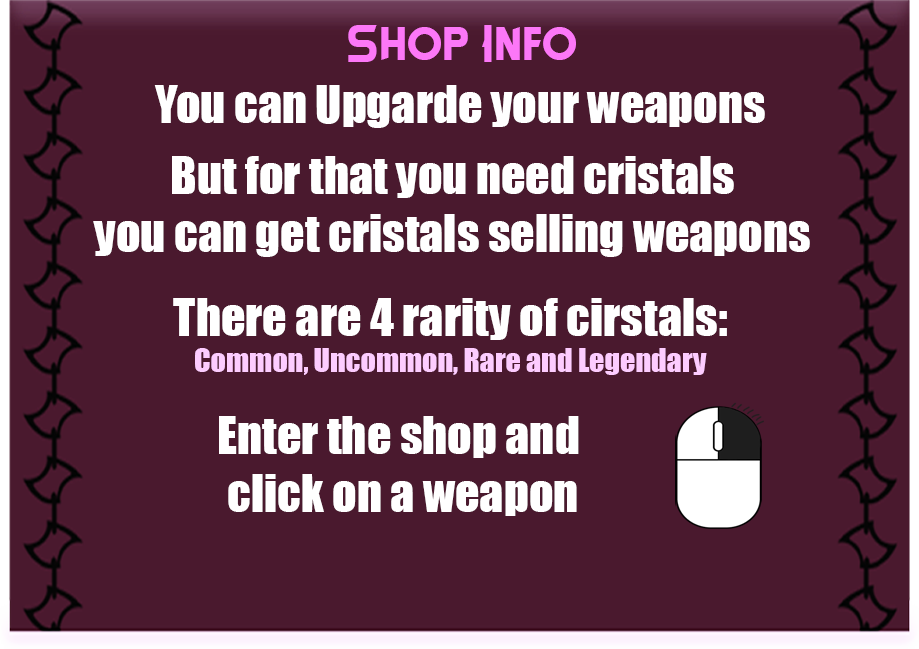 Shop Info
You can Upgarde your weapons
But for that you need cristals
you can get cristals selling weapons
There are 4 rarity of cirstals:
Common, Uncommon, Rare and Legendary
Enter the shop and
click on a weapon